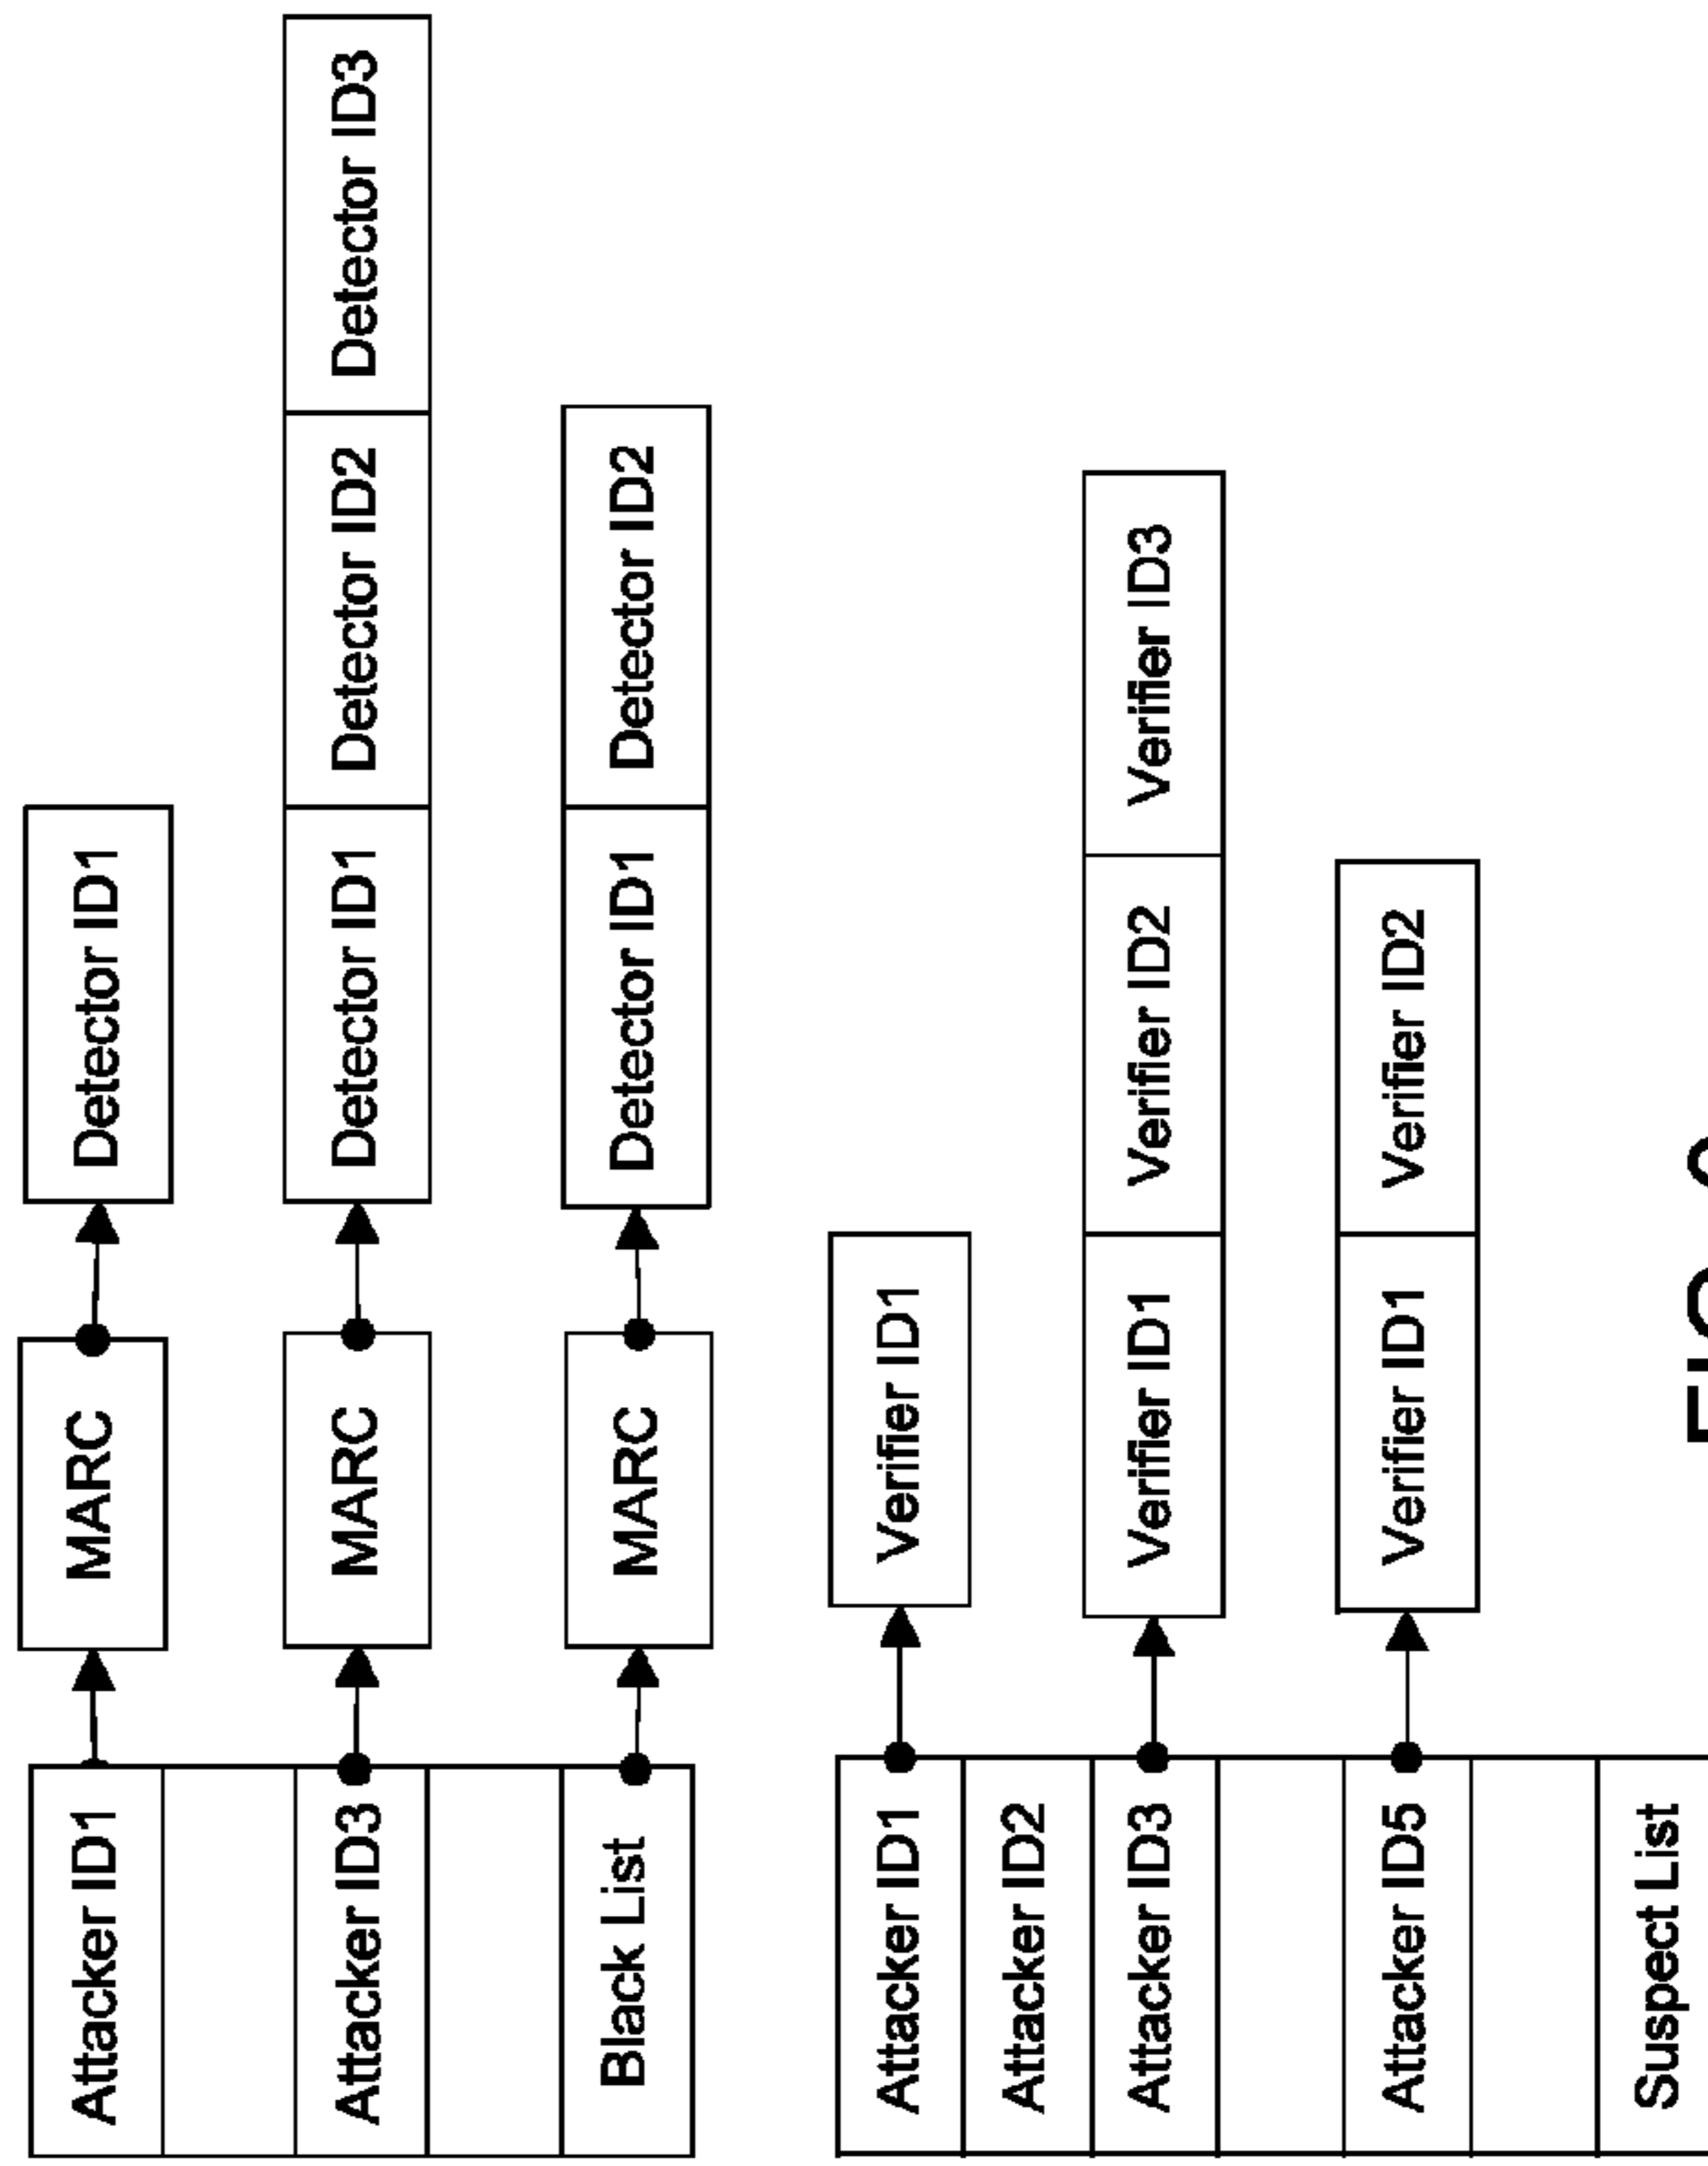 Attacker ID1 MARC Detector ID1
Attacker ID3 MARC Detector ID1 Detector ID2 Detector ID3
Black List MARC Detector ID1 Detector ID2
Attacker ID1 Verifier ID1
Attacker ID2
Attacker ID3 Verifier ID1 Verifier ID2 Verifier ID3
Attacker ID5 Verifier ID1 Verifier ID2
Suspect List